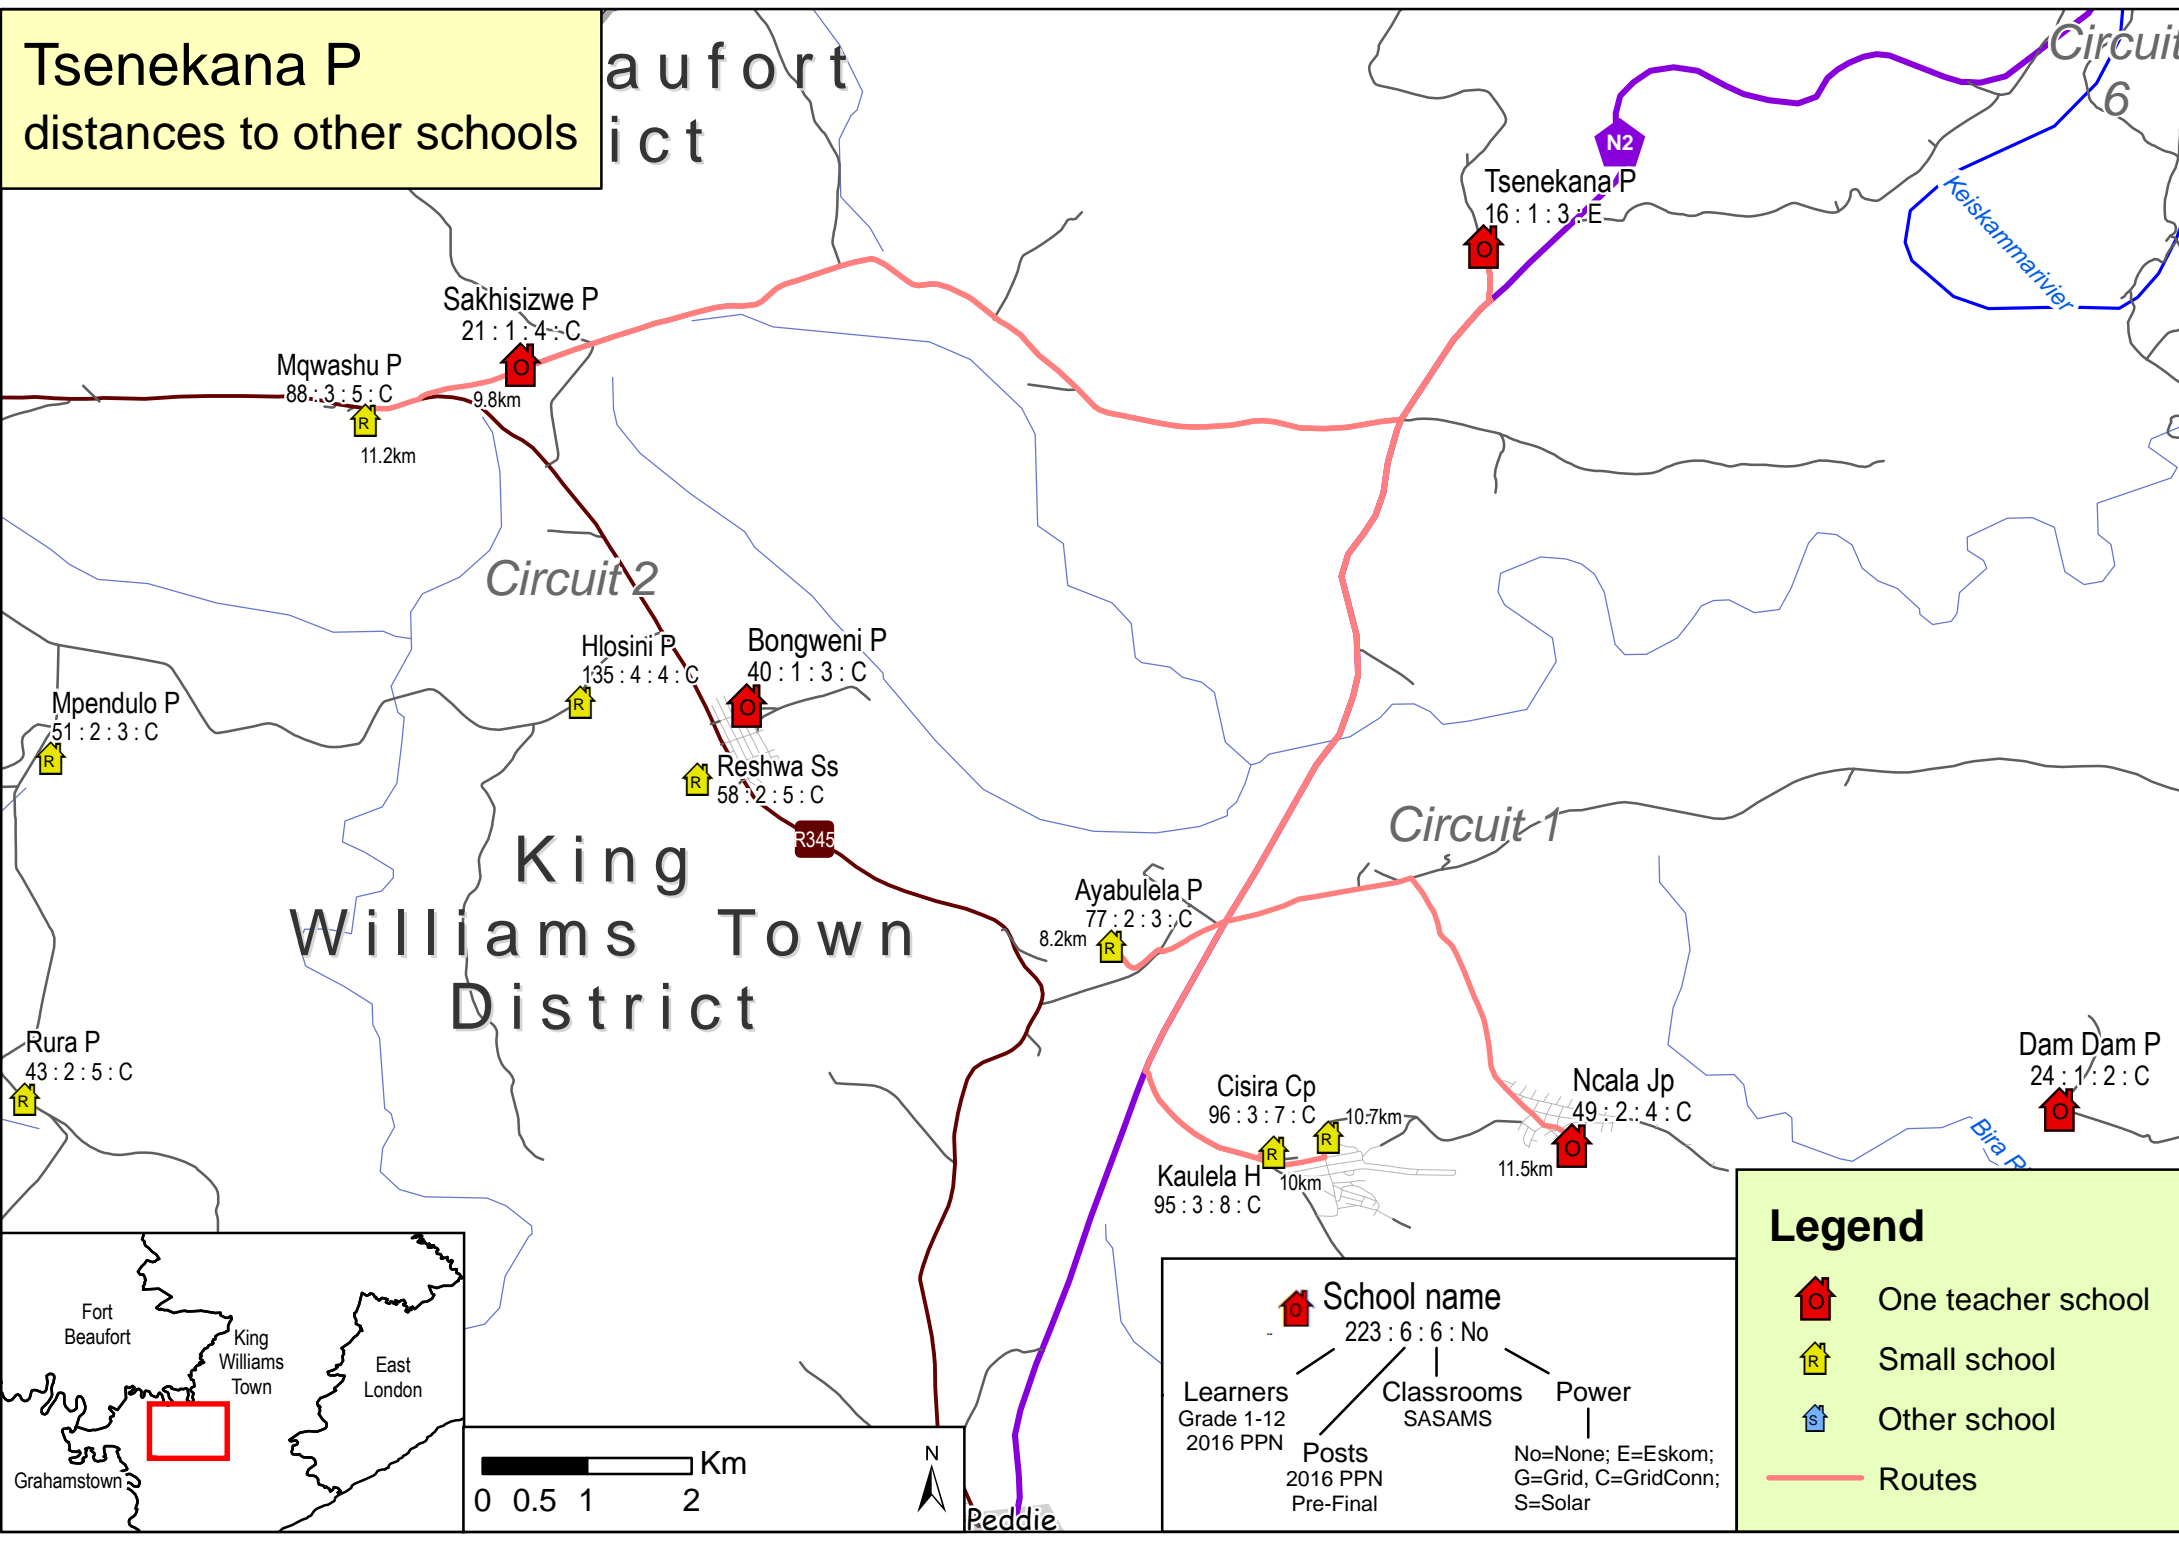 Tsenekana P
distances to other schools
aufort
ict
Circuit
6
N2
Keiskammarivier
Tsenekana P
16 : 1 : 3 : E
O
Sakhisizwe P
21 : 1 : 4 : C
O
9.8km
Mqwashu P
88 : 3 : 5 : C
R
11.2km
Circuit 2
Hlosini P
135 : 4 : 4 : C
R
Bongweni P
40 : 1 : 3 : C
O
Mpendulo P
51 : 2 : 3 : C
R
Reshwa Ss
58 : 2 : 5 : C
R
R345
Circuit 1
King
Williams Town
District
Ayabulela P
77 : 2 : 3 : C
8.2km
R
Rura P
43 : 2 : 5 : C
R
Cisira Cp
96 : 3 : 7 : C
10.7km
R
R
Kaulela H
95 : 3 : 8 : C
10km
Ncala Jp
49 : 2 : 4 : C
O
11.5km
Dam Dam P
24 : 1 : 2 : C
O
Bira R
Fort
Beaufort
King
Williams
Town
East
London
Grahamstown
Km
0 0.5 1 2
N
Peddie
O
School name
223 : 6 : 6 : No
Learners
Grade 1-12
2016 PPN
Posts
2016 PPN
Pre-Final
Classrooms
SASAMS
Power
No=None; E=Eskom;
G=Grid, C=GridConn;
S=Solar
Legend
O One teacher school
R Small school
S Other school
Routes